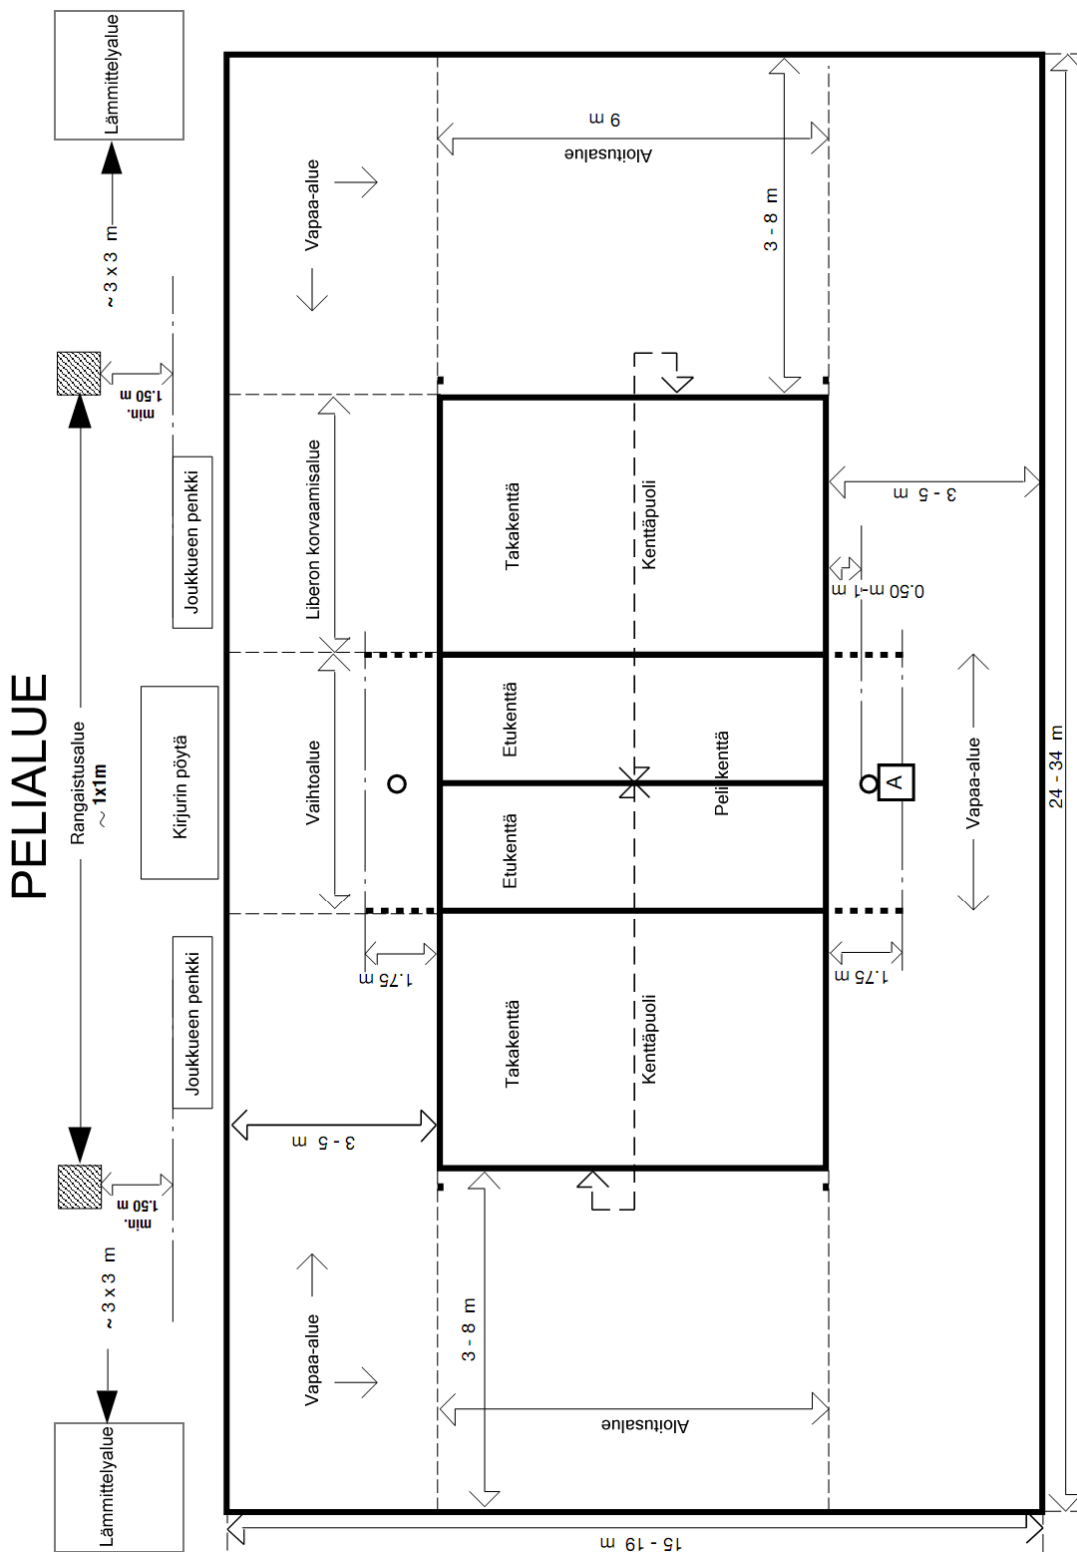 PELIALUE
Rangaistusalue
~ 1x1m
Lämmittelyalue
~ 3 x 3 m
min.
1.50 m
Joukkueen penkki
Kirjurin pöytä
Joukkueen penkki
min.
1.50 m
~ 3 x 3 m
Lämmittelyalue
Vapaa-alue
Vaihtoalue
Liberon korvaamisalue
Vapaa-alue
3 - 5 m
1.75 m
Aloitusalue
9 m
3 - 8 m
Takakenttä
Etukenttä
Etukenttä
Takakenttä
Kenttäpuoli
Kenttäpuoli
Pelikenttä
Aloitusalue
3 - 8 m
1.75 m
A
0.50 m-1 m
3 - 5 m
Vapaa-alue
15 - 19 m
24 - 34 m